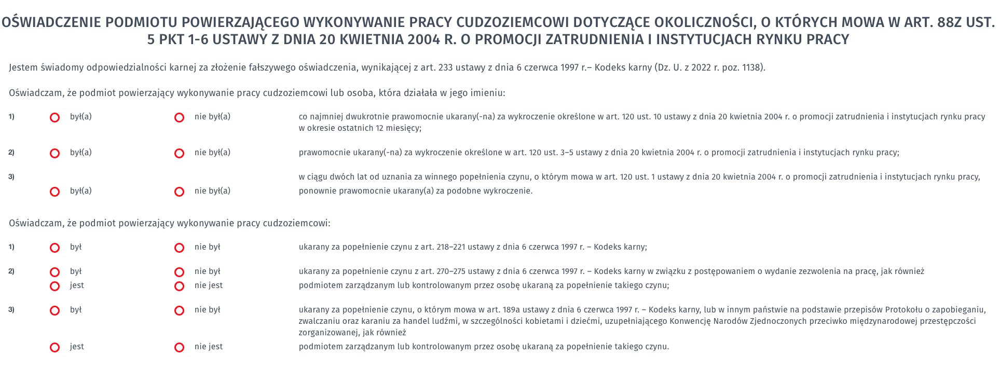 OŚWIADCZENIE PODMIOTU POWIERZAJĄCEGO WYKONYWANIE PRACY CUDZOZIEMCOWI DOTYCZĄCE OKOLICZNOŚCI, O KTÓRYCH MOWA W ART. 88Z UST.
5 PKT 1-6 USTAWY Z DNIA 20 KWIETNIA 2004 R. O PROMOCJI ZATRUDNIENIA I INSTYTUCJACH RYNKU PRACY
Jestem świadomy odpowiedzialności karnej za złożenie fałszywego oświadczenia, wynikającej z art. 233 ustawy z dnia 6 czerwca 1997 r.– Kodeks karny (Dz. U. z 2022 r. poz. 1138).
Oświadczam, że podmiot powierzający wykonywanie pracy cudzoziemcowi lub osoba, która działała w jego imieniu:
1) był(a) nie był(a) co najmniej dwukrotnie prawomocnie ukarany(-na) za wykroczenie określone w art. 120 ust. 10 ustawy z dnia 20 kwietnia 2004 r. o promocji zatrudnienia i instytucjach rynku pracy
w okresie ostatnich 12 miesięcy;
2) był(a) nie był(a) prawomocnie ukarany(-na) za wykroczenie określone w art. 120 ust. 3–5 ustawy z dnia 20 kwietnia 2004 r. o promocji zatrudnienia i instytucjach rynku pracy;
3) w ciągu dwóch lat od uznania za winnego popełnienia czynu, o którym mowa w art. 120 ust. 1 ustawy z dnia 20 kwietnia 2004 r. o promocji zatrudnienia i instytucjach rynku pracy,
był(a) nie był(a) ponownie prawomocnie ukarany(a) za podobne wykroczenie.
Oświadczam, że podmiot powierzający wykonywanie pracy cudzoziemcowi:
1) był nie był ukarany za popełnienie czynu z art. 218–221 ustawy z dnia 6 czerwca 1997 r. – Kodeks karny;
2) był nie był ukarany za popełnienie czynu z art. 270–275 ustawy z dnia 6 czerwca 1997 r. – Kodeks karny w związku z postępowaniem o wydanie zezwolenia na pracę, jak również
jest nie jest podmiotem zarządzanym lub kontrolowanym przez osobę ukaraną za popełnienie takiego czynu;
3) był nie był ukarany za popełnienie czynu, o którym mowa w art. 189a ustawy z dnia 6 czerwca 1997 r. – Kodeks karny, lub w innym państwie na podstawie przepisów Protokołu o zapobieganiu,
zwalczaniu oraz karaniu za handel ludźmi, w szczególności kobietami i dziećmi, uzupełniającego Konwencję Narodów Zjednoczonych przeciwko międzynarodowej przestępczości
zorganizowanej, jak również
jest nie jest podmiotem zarządzanym lub kontrolowanym przez osobę ukaraną za popełnienie takiego czynu.